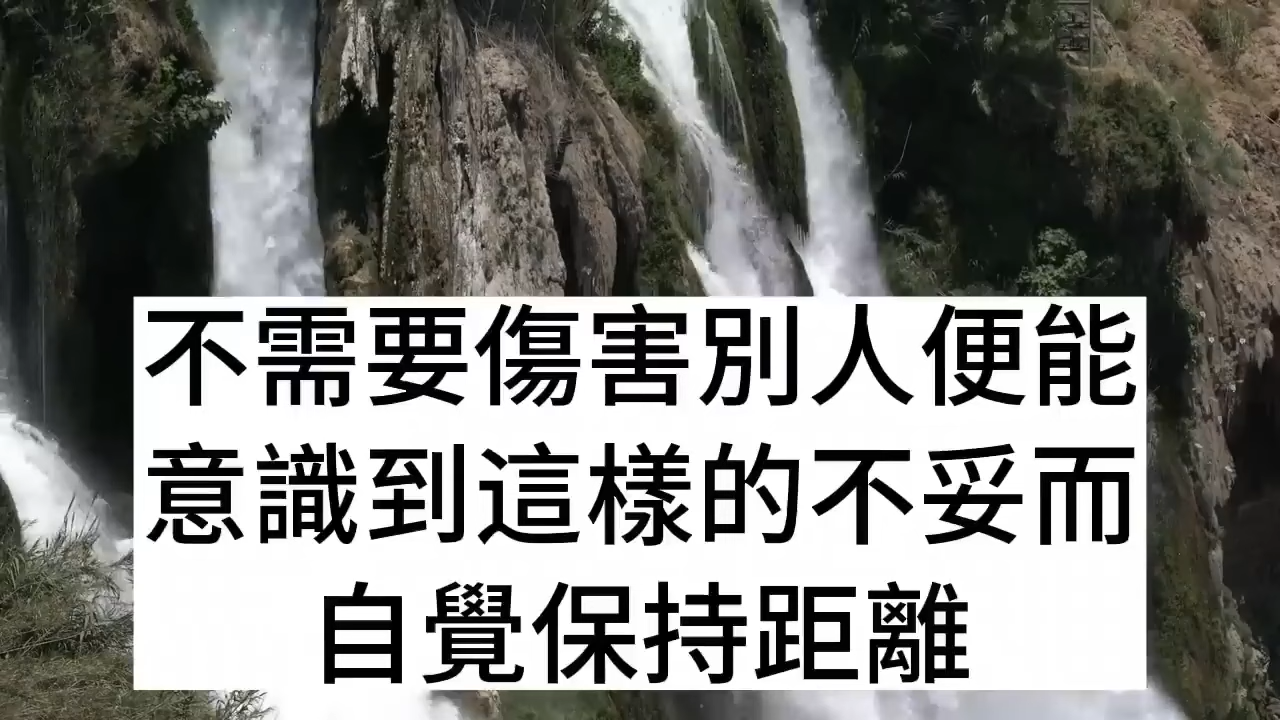 不需要傷害別人便能
意識到這樣的不妥而
自覺保持距離